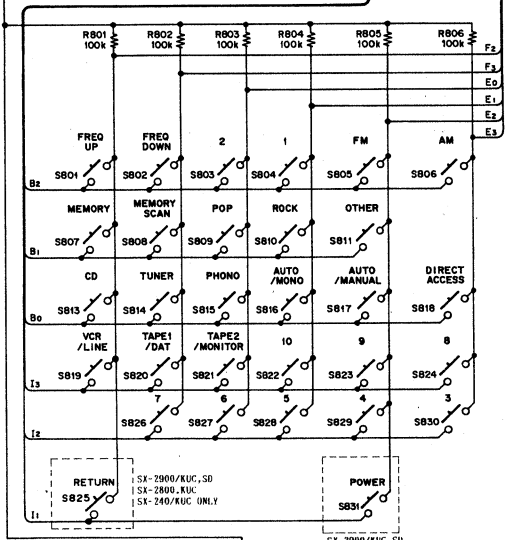 R801 R802 R803 R804 R805 R806
100k 100k 100k 100k 100k 100k
F2
F3
E0
E1
E2
E3
FREQ UP FREQ DOWN 2 1 FM AM
S801 S802 S803 S804 S805 S806
B2
MEMORY MEMORY SCAN POP ROCK OTHER
S807 S808 S809 S810 S811
B1
CD TUNER PHONO AUTO /MONO AUTO /MANUAL DIRECT ACCESS
S813 S814 S815 S816 S817 S818
B0
VCR /LINE TAPE1 /DAT TAPE2 /MONITOR 10 9 8
S819 S820 S821 S822 S823 S824
I3
7 6 5 4 3
S826 S827 S828 S829 S830
I2
RETURN POWER
S825 S831
SX-2900/KUC,SD
SX-2800,KUC
SX-240/KUC ONLY
I1
SX-2900/KUC,SD